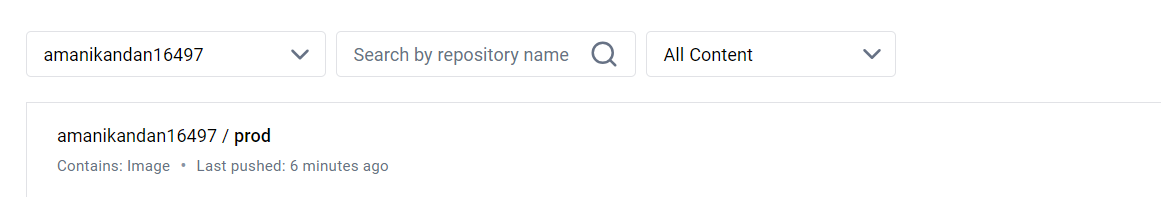 amanikandan16497 Search by repository name All Content
amanikandan16497 / prod
Contains: Image • Last pushed: 6 minutes ago